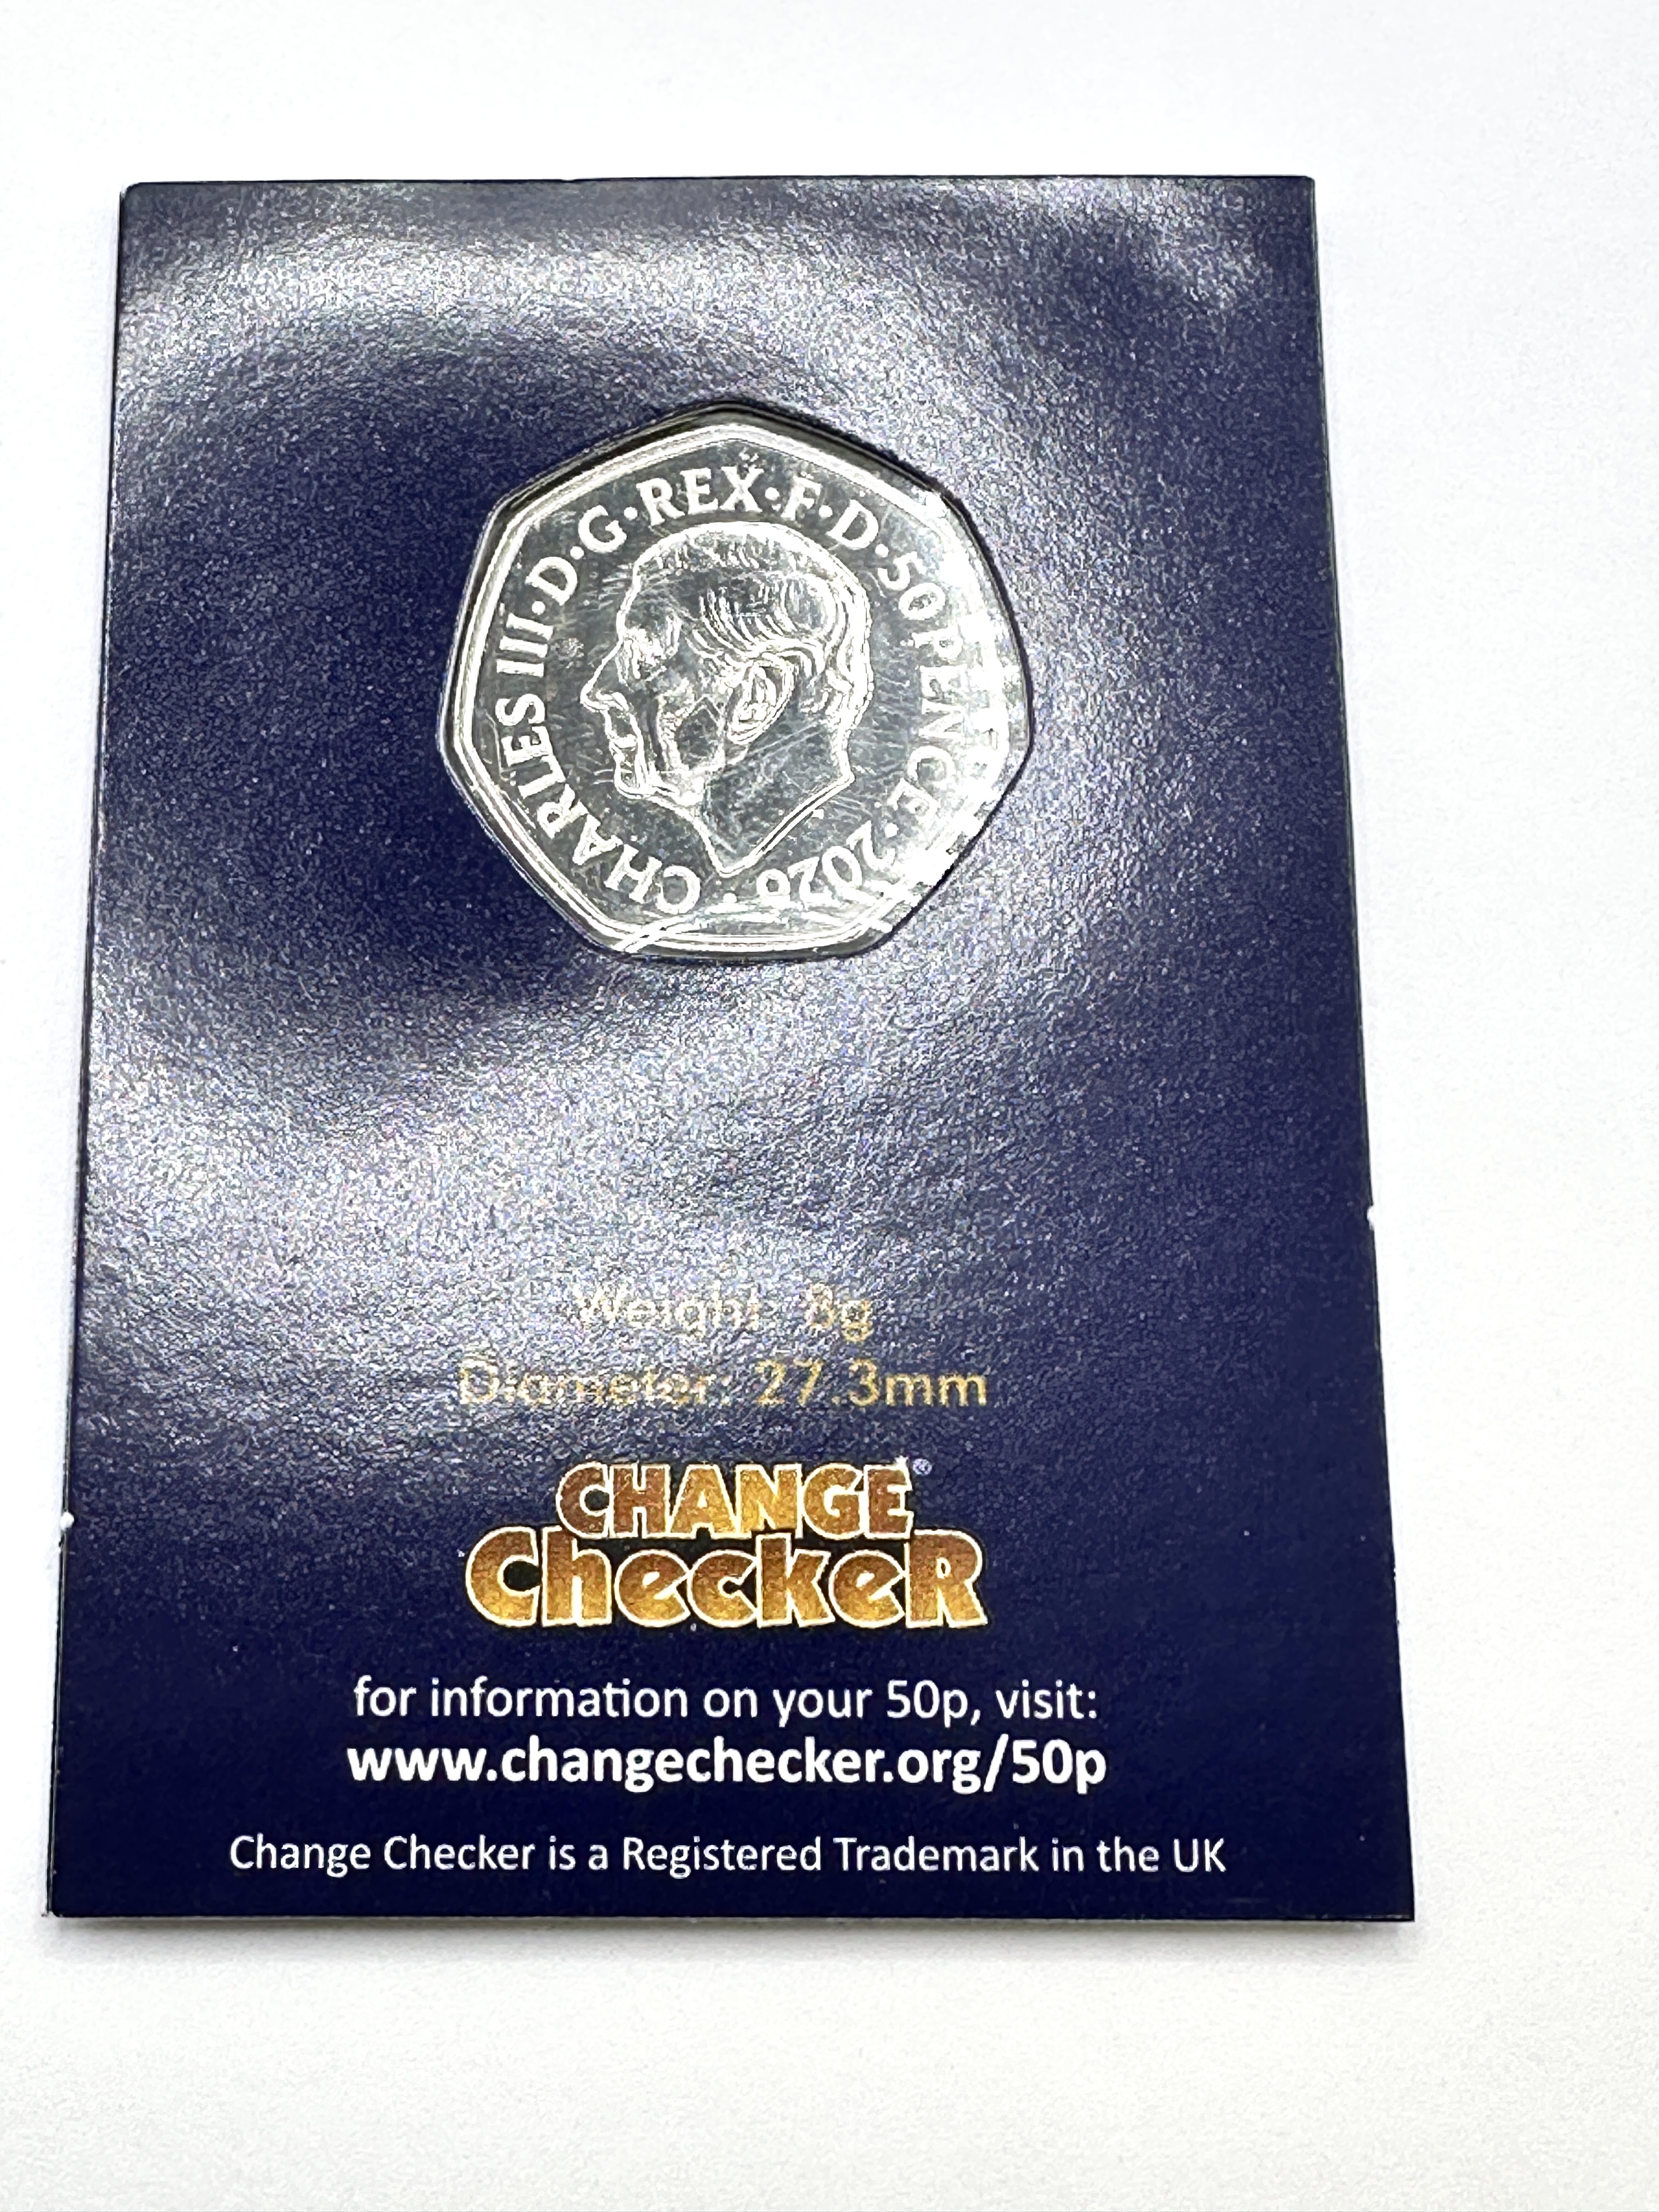 CHARLES III·D·G·REX·F·D·50 PENCE·2026·
Weight: 8g
Diameter: 27.3mm
CHANGE®
CheckeR
for information on your 50p, visit:
www.changechecker.org/50p
Change Checker is a Registered Trademark in the UK